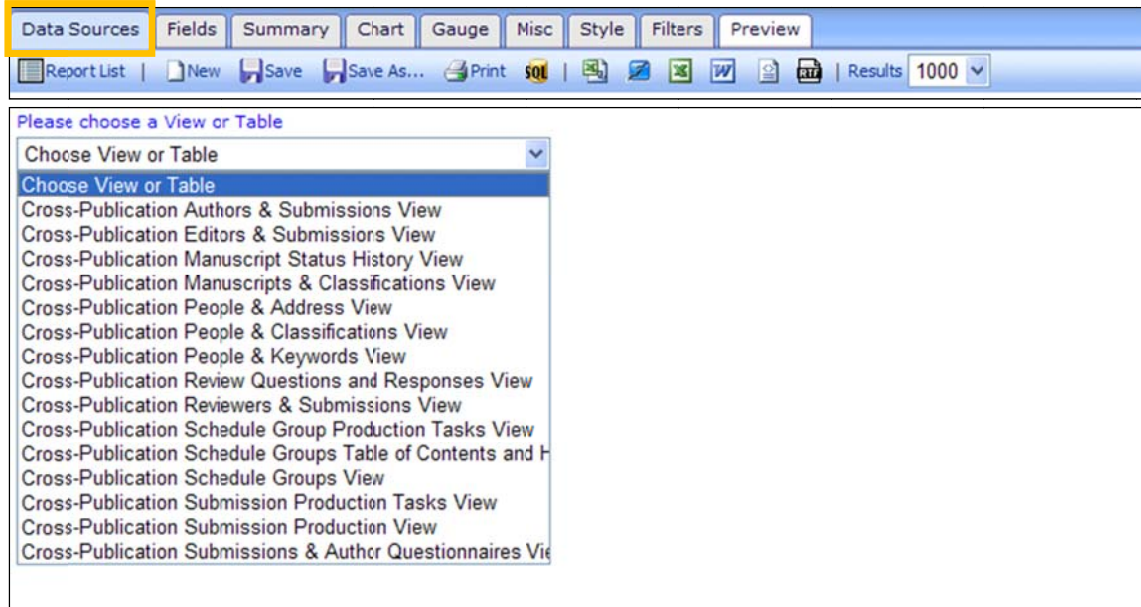 Data Sources Fields Summary Chart Gauge Misc Style Filters Preview
Report List | New Save Save As... Print SQL | RTF | Results 1000
Please choose a View or Table
Choose View or Table
Choose View or Table
Cross-Publication Authors & Submissions View
Cross-Publication Editors & Submissions View
Cross-Publication Manuscript Status History View
Cross-Publication Manuscripts & Classifications View
Cross-Publication People & Address View
Cross-Publication People & Classifications View
Cross-Publication People & Keywords View
Cross-Publication Review Questions and Responses View
Cross-Publication Reviewers & Submissions View
Cross-Publication Schedule Group Production Tasks View
Cross-Publication Schedule Groups Table of Contents and H
Cross-Publication Schedule Groups View
Cross-Publication Submission Production Tasks View
Cross-Publication Submission Production View
Cross-Publication Submissions & Author Questionnaires Vie